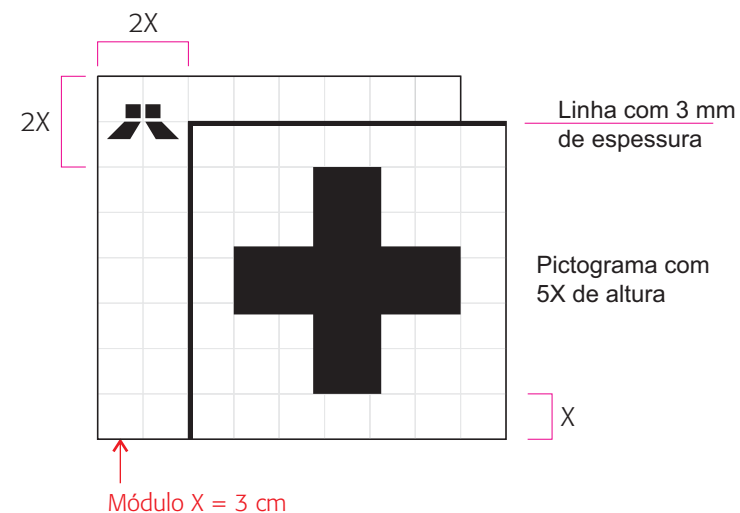 2X
2X
Linha com 3 mm
de espessura
Pictograma com
5X de altura
X
Módulo X = 3 cm